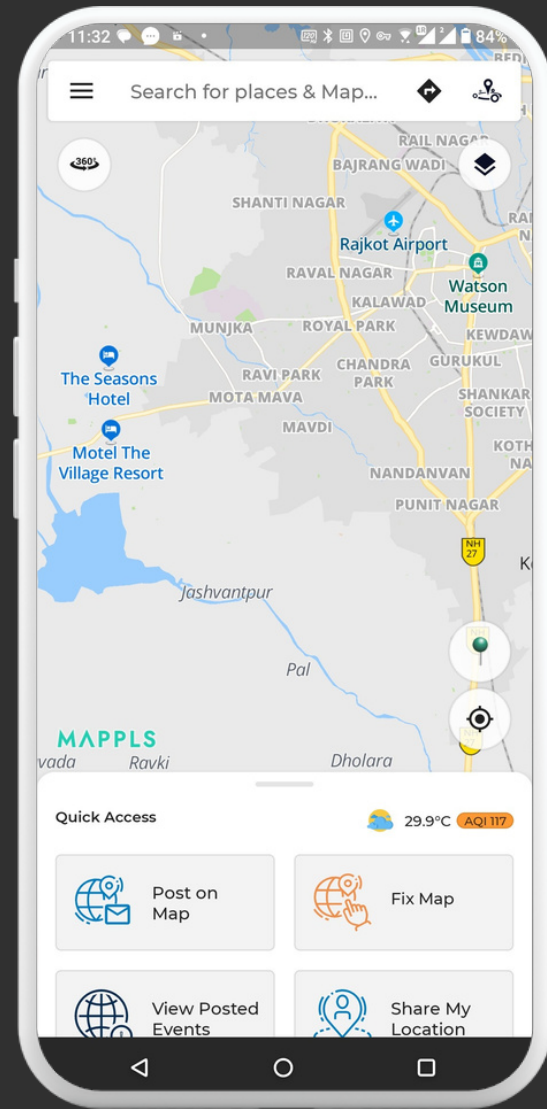 11:32
84%
BEDI
Search for places & Map...
360°
RAIL NAGAR
BAJRANG WADI
SHANTI NAGAR
Rajkot Airport
RAVAL NAGAR
Watson
Museum
KALAWAD
MUNJKA
ROYAL PARK
KEWDAW
The Seasons
Hotel
RAVI PARK
CHANDRA
PARK
GURUKUL
MOTA MAVA
SHANKAR
SOCIETY
MAVDI
Motel The
Village Resort
KOTH
NA
NANDANVAN
PUNIT NAGAR
NH
27
Jashvantpur
Pal
MAPPLS
vada
Ravki
Dholara
Quick Access
29.9°C AQI 117
Post on
Map
Fix Map
View Posted
Events
Share My
Location